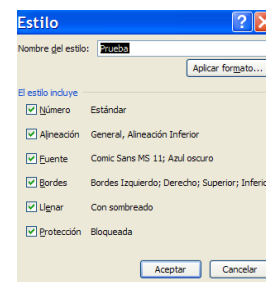 Estilo
Nombre del estilo: Prueba
Aplicar formato...
El estilo incluye
Número Estándar
Alineación General, Alineación Inferior
Fuente Comic Sans MS 11; Azul oscuro
Bordes Bordes Izquierdo; Derecho; Superior; Inferio
Llenar Con sombreado
Protección Bloqueada
Aceptar Cancelar